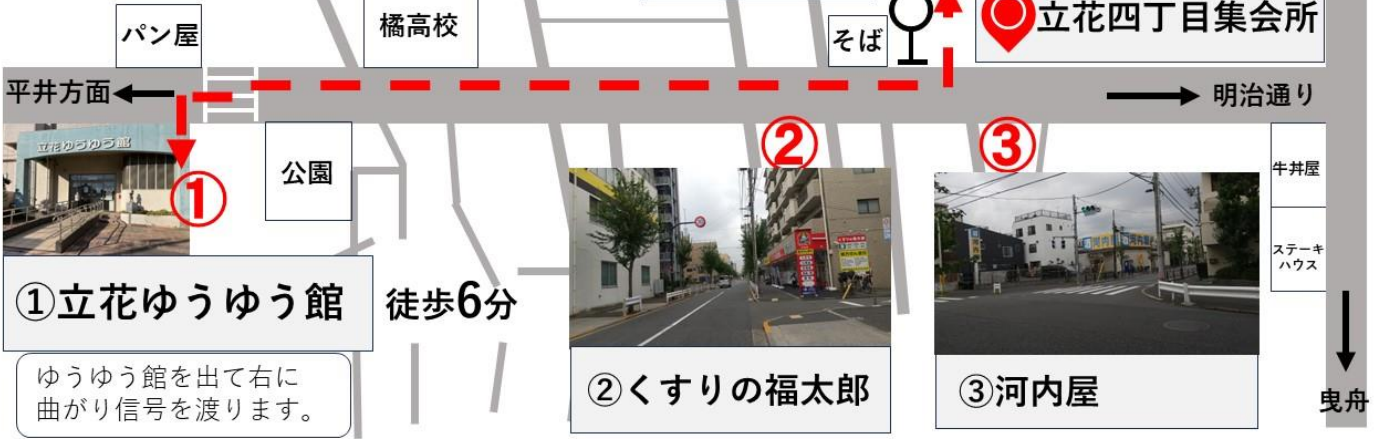 パン屋
橘高校
そば
立花四丁目集会所
平井方面
明治通り
立花ゆうゆう館
①
公園
②
③
牛丼屋
ステーキ
ハウス
①立花ゆうゆう館
徒歩6分
ゆうゆう館を出て右に
曲がり信号を渡ります。
②くすりの福太郎
③河内屋
曳舟